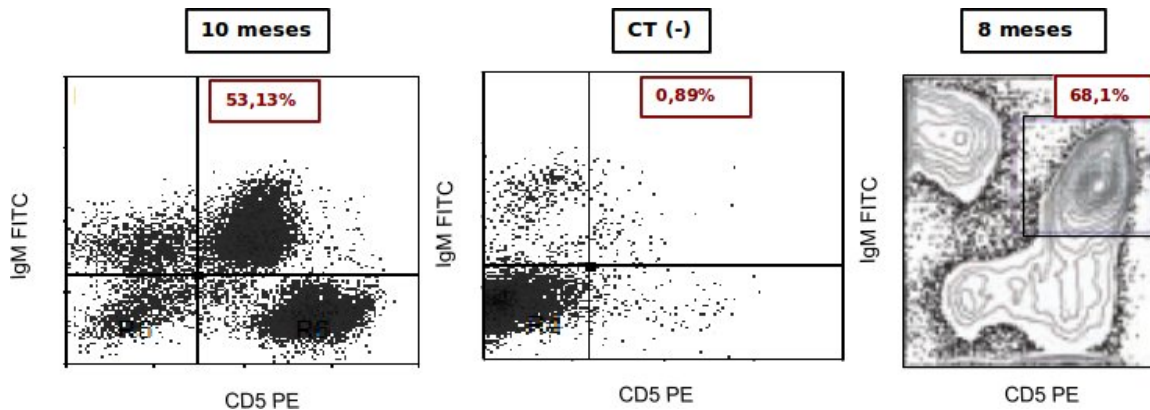 10 meses
CT (-)
8 meses
53,13%
0,89%
68,1%
IgM FITC
IgM FITC
IgM FITC
R6
CD5 PE
CD5 PE
CD5 PE